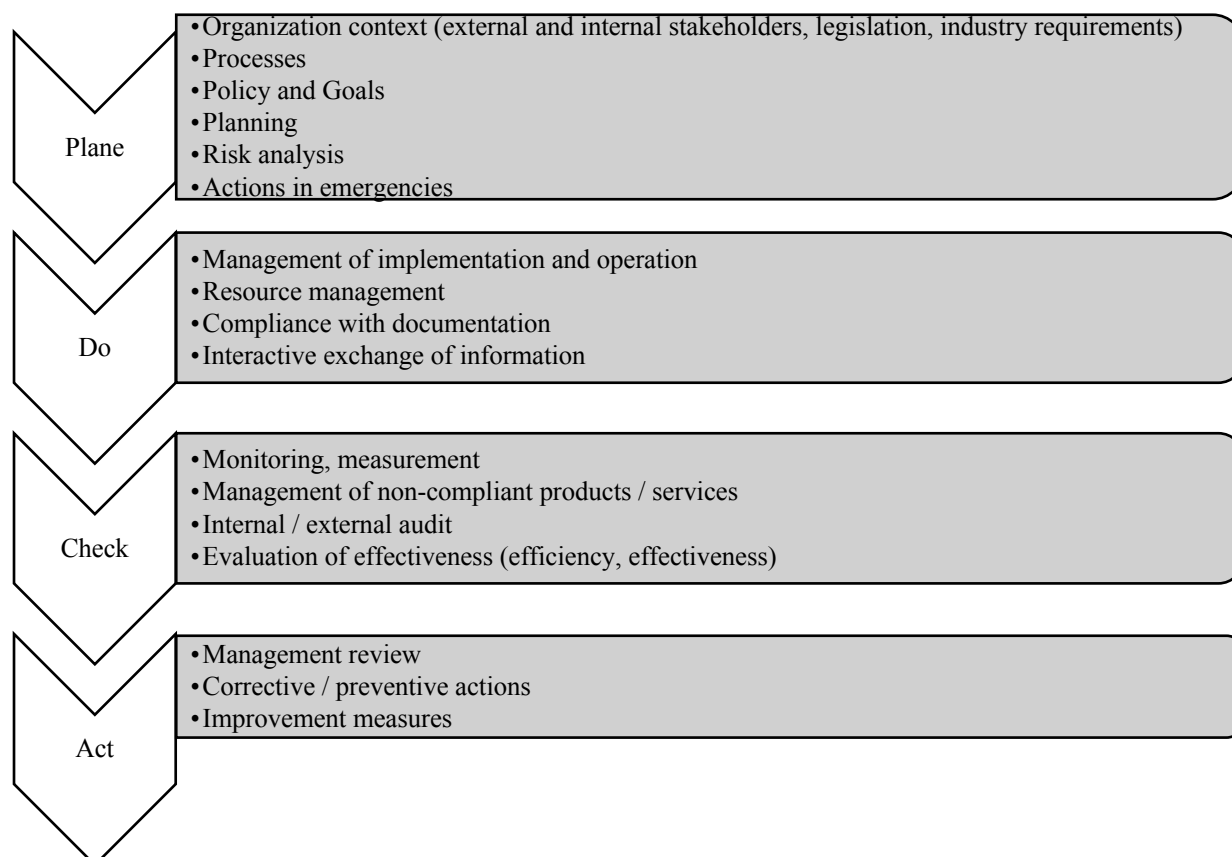 Plane
•Organization context (external and internal stakeholders, legislation, industry requirements)
•Processes
•Policy and Goals
•Planning
•Risk analysis
•Actions in emergencies
Do
•Management of implementation and operation
•Resource management
•Compliance with documentation
•Interactive exchange of information
Check
•Monitoring, measurement
•Management of non-compliant products / services
•Internal / external audit
•Evaluation of effectiveness (efficiency, effectiveness)
Act
•Management review
•Corrective / preventive actions
•Improvement measures